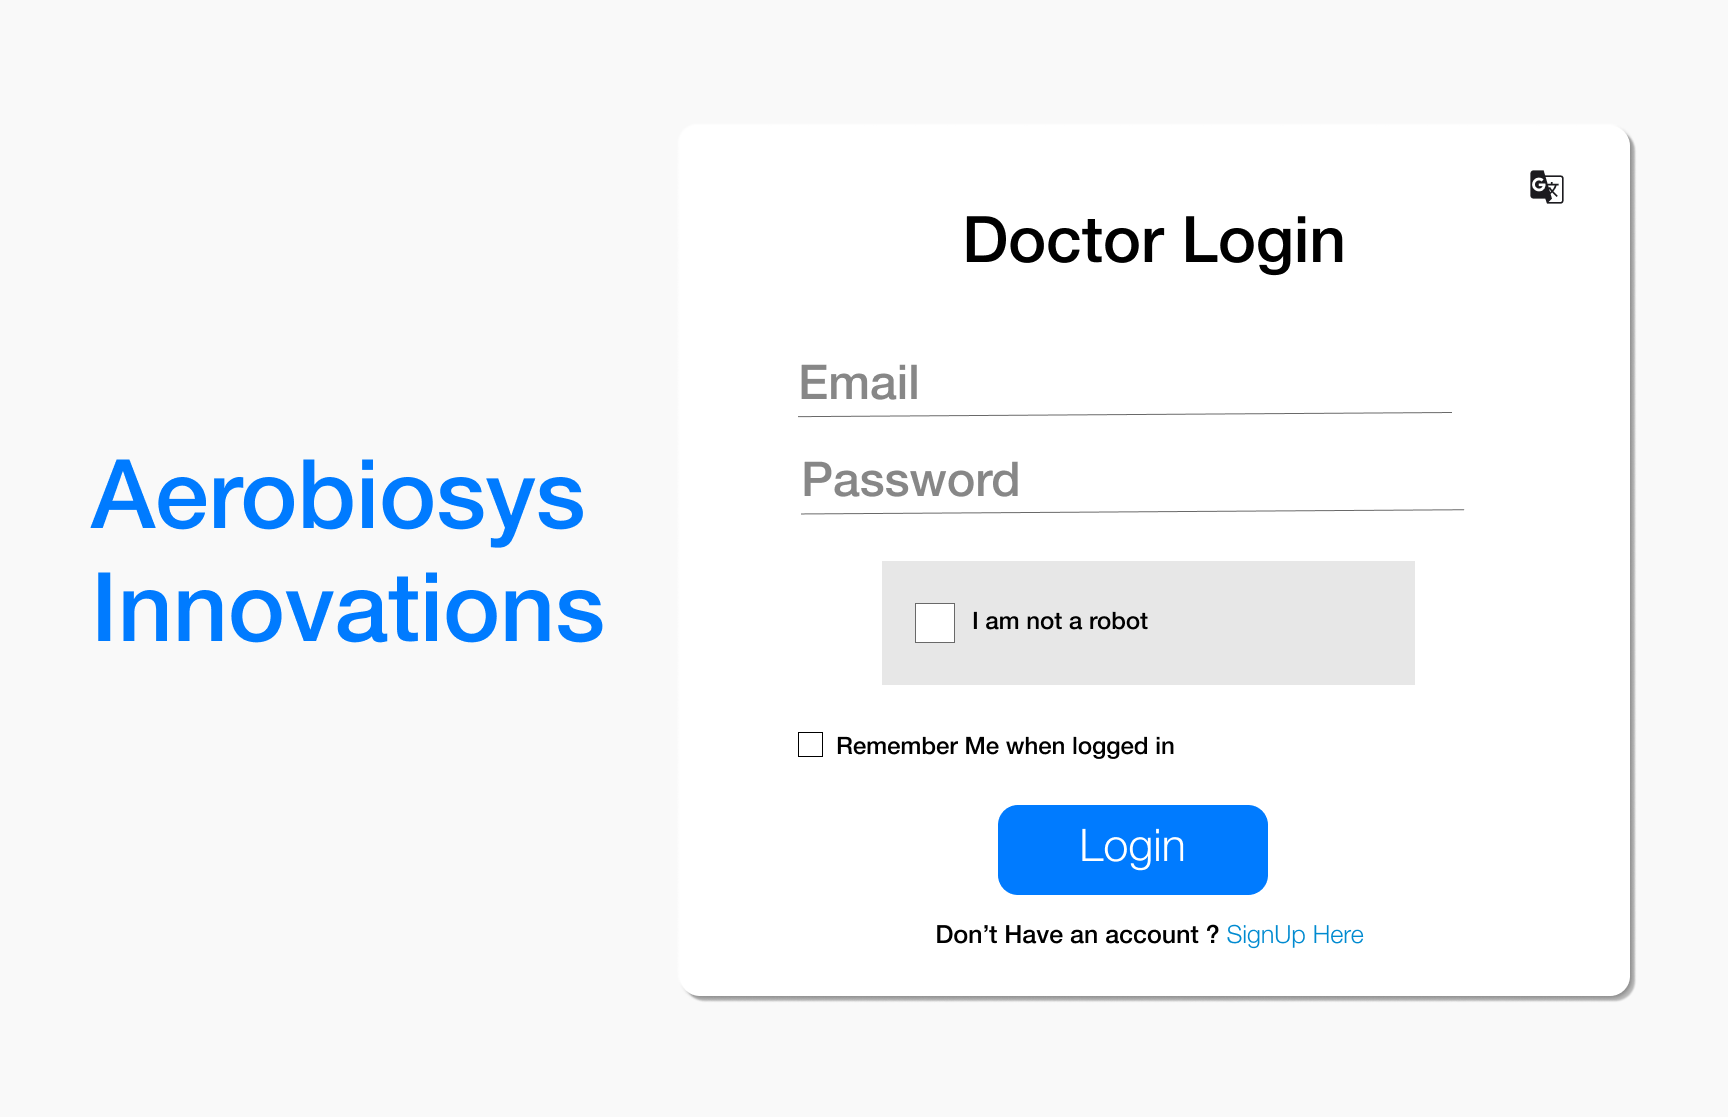 Aerobiosys
Innovations
Doctor Login
Email
Password
I am not a robot
Remember Me when logged in
Login
Don’t Have an account ? SignUp Here